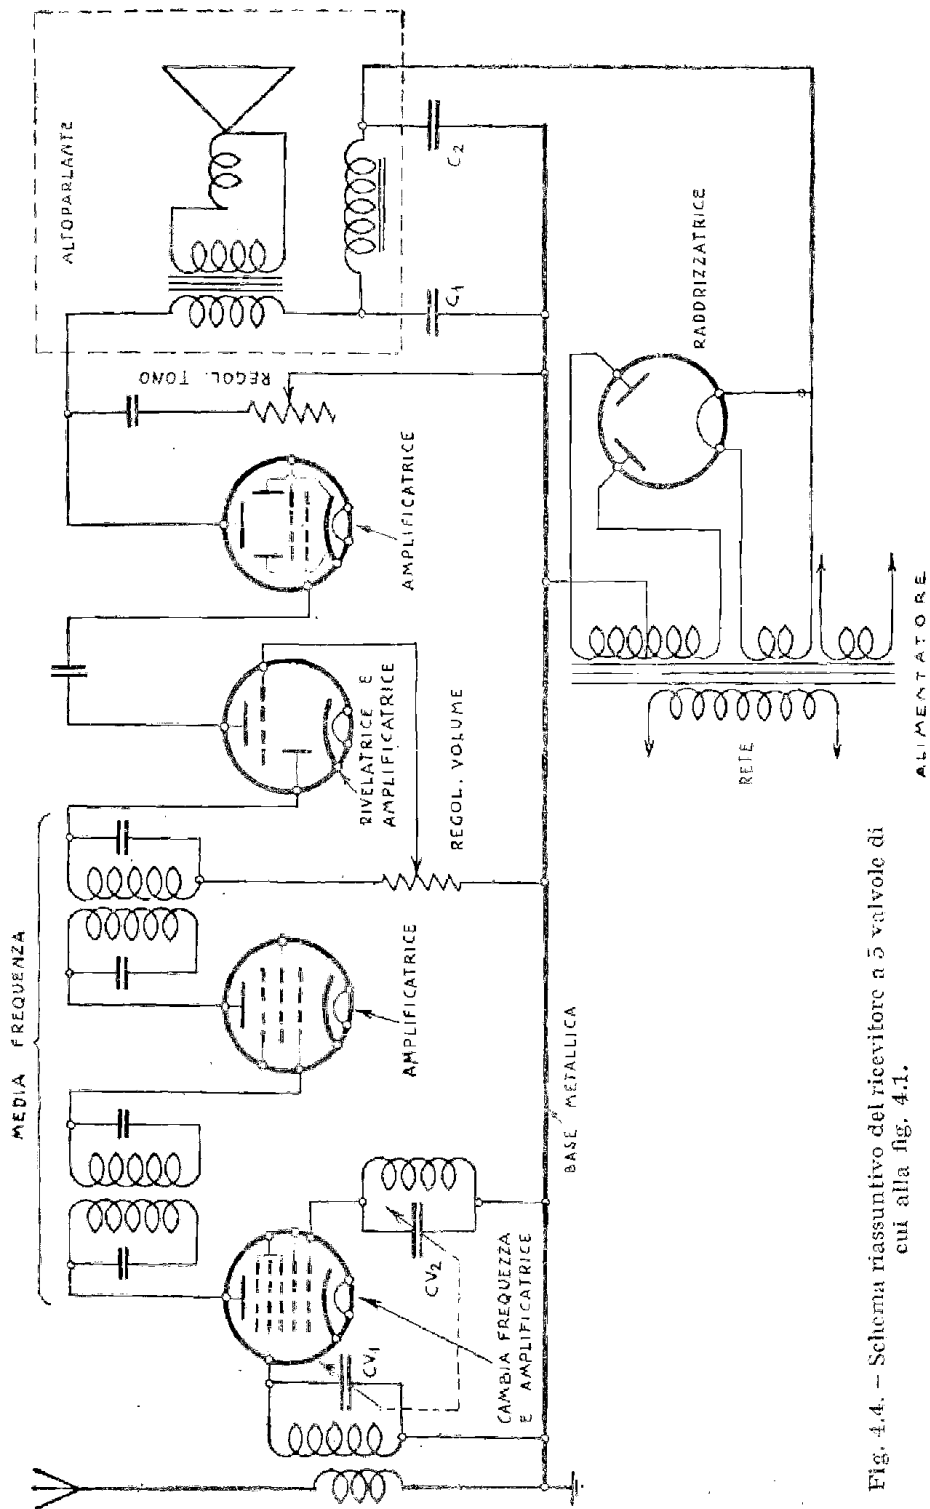 MEDIA FREQUENZA
ALTOPARLANTE
REGOL. TONO
C1
C2
AMPLIFICATRICE
RIVELATRICE E
AMPLIFICATRICE
REGOL. VOLUME
AMPLIFICATRICE
CV1
CV2
CAMBIA FREQUEZZA
E AMPLIFICATRICE
BASE METALLICA
RADDRIZZATRICE
RETE
ALIMENTATORE
Fig. 4.4. – Schema riassuntivo del ricevitore a 5 valvole di
cui alla fig. 4.1.